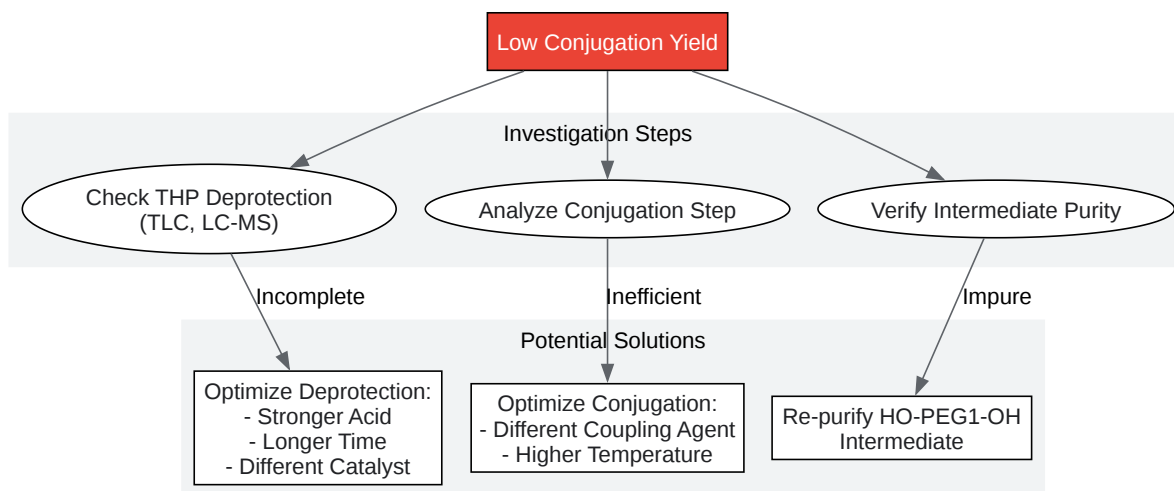 Low Conjugation Yield
Investigation Steps
Check THP Deprotection
(TLC, LC-MS)
Analyze Conjugation Step
Verify Intermediate Purity
Incomplete
Inefficient
Impure
Potential Solutions
Optimize Deprotection:
- Stronger Acid
- Longer Time
- Different Catalyst
Optimize Conjugation:
- Different Coupling Agent
- Higher Temperature
Re-purify HO-PEG1-OH
Intermediate